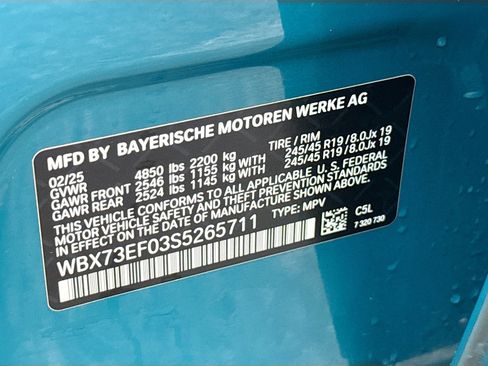 MFD BY BAYERISCHE MOTOREN WERKE AG
02/25 TIRE / RIM
GVWR 4850 lbs 2200 kg
GAWR FRONT 2546 lbs 1155 kg WITH 245/45 R19 / 8.0Jx 19
GAWR REAR 2524 lbs 1145 kg WITH 245/45 R19 / 8.0Jx 19
THIS VEHICLE CONFORMS TO ALL APPLICABLE U. S. FEDERAL
MOTOR VEHICLE SAFETY AND THEFT PREVENTION STANDARDS
IN EFFECT ON THE DATE OF MANUFACTURE SHOWN ABOVE.
WBX73EF03S5265711 TYPE: MPV C5L
7 320 730